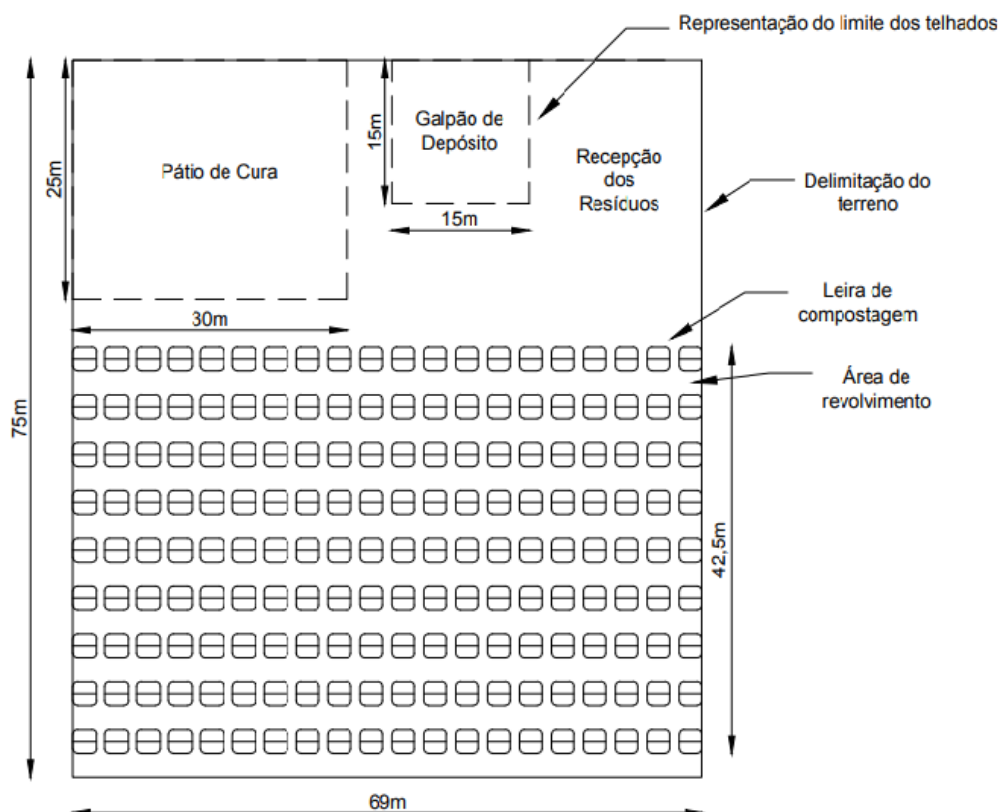 Representação do limite dos telhados
Galpão de
Depósito
15m
25m
Pátio de Cura
Recepção
dos
Resíduos
Delimitação do
terreno
15m
Leira de
compostagem
30m
Área de
revolvimento
75m
42,5m
69m